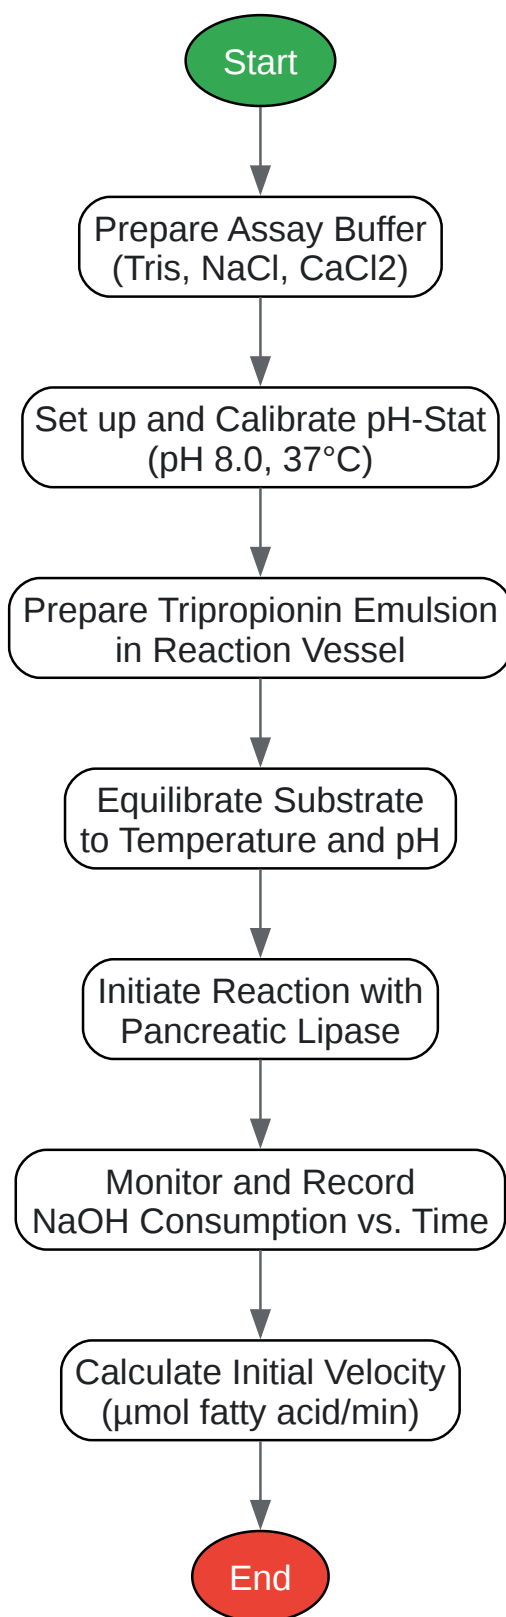 Start
Prepare Assay Buffer
(Tris, NaCl, CaCl2)
Set up and Calibrate pH-Stat
(pH 8.0, 37°C)
Prepare Tripropionin Emulsion
in Reaction Vessel
Equilibrate Substrate
to Temperature and pH
Initiate Reaction with
Pancreatic Lipase
Monitor and Record
NaOH Consumption vs. Time
Calculate Initial Velocity
(µmol fatty acid/min)
End